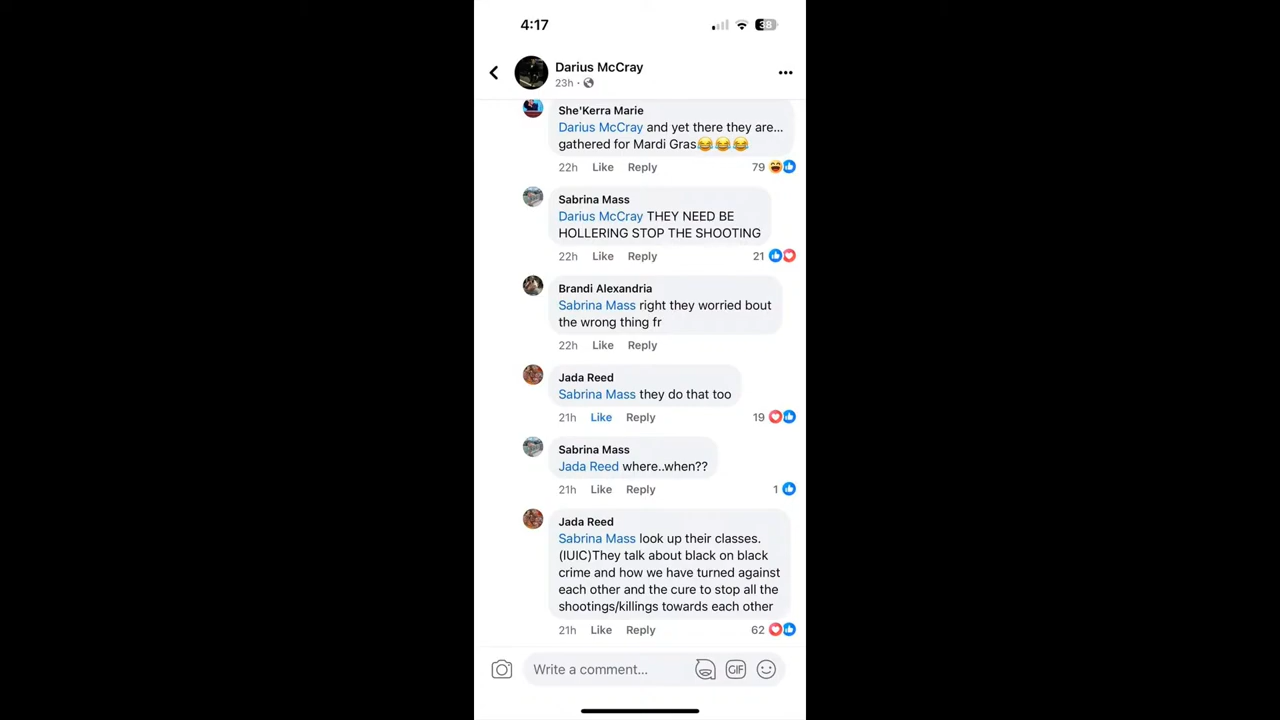 4:17
38
Darius McCray
23h ·
She'Kerra Marie
Darius McCray and yet there they are...
gathered for Mardi Gras😂😂😂
22h Like Reply 79
Sabrina Mass
Darius McCray THEY NEED BE
HOLLERING STOP THE SHOOTING
22h Like Reply 21
Brandi Alexandria
Sabrina Mass right they worried bout
the wrong thing fr
22h Like Reply
Jada Reed
Sabrina Mass they do that too
21h Like Reply 19
Sabrina Mass
Jada Reed where..when??
21h Like Reply 1
Jada Reed
Sabrina Mass look up their classes.
(IUIC)They talk about black on black
crime and how we have turned against
each other and the cure to stop all the
shootings/killings towards each other
21h Like Reply 62
Write a comment...
GIF